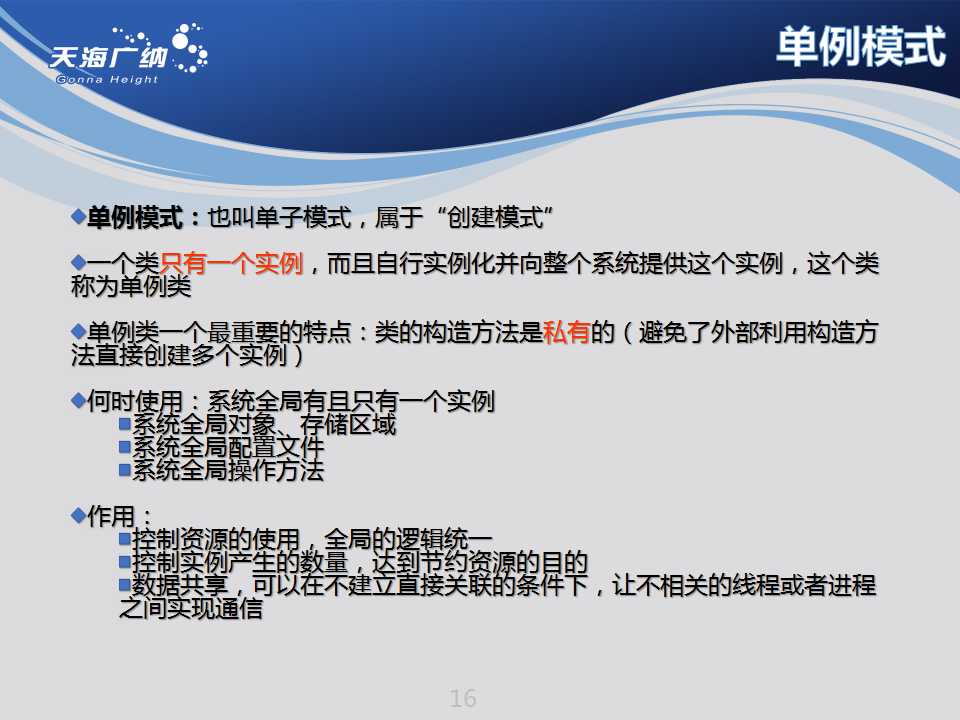 天海广纳
Gonna Height
单例模式
单例模式：也叫单子模式，属于“创建模式”
一个类只有一个实例，而且自行实例化并向整个系统提供这个实例，这个类
称为单例类
单例类一个最重要的特点：类的构造方法是私有的（避免了外部利用构造方
法直接创建多个实例）
何时使用：系统全局有且只有一个实例
系统全局对象、存储区域
系统全局配置文件
系统全局操作方法
作用：
控制资源的使用，全局的逻辑统一
控制实例产生的数量，达到节约资源的目的
数据共享，可以在不建立直接关联的条件下，让不相关的线程或者进程
之间实现通信
16